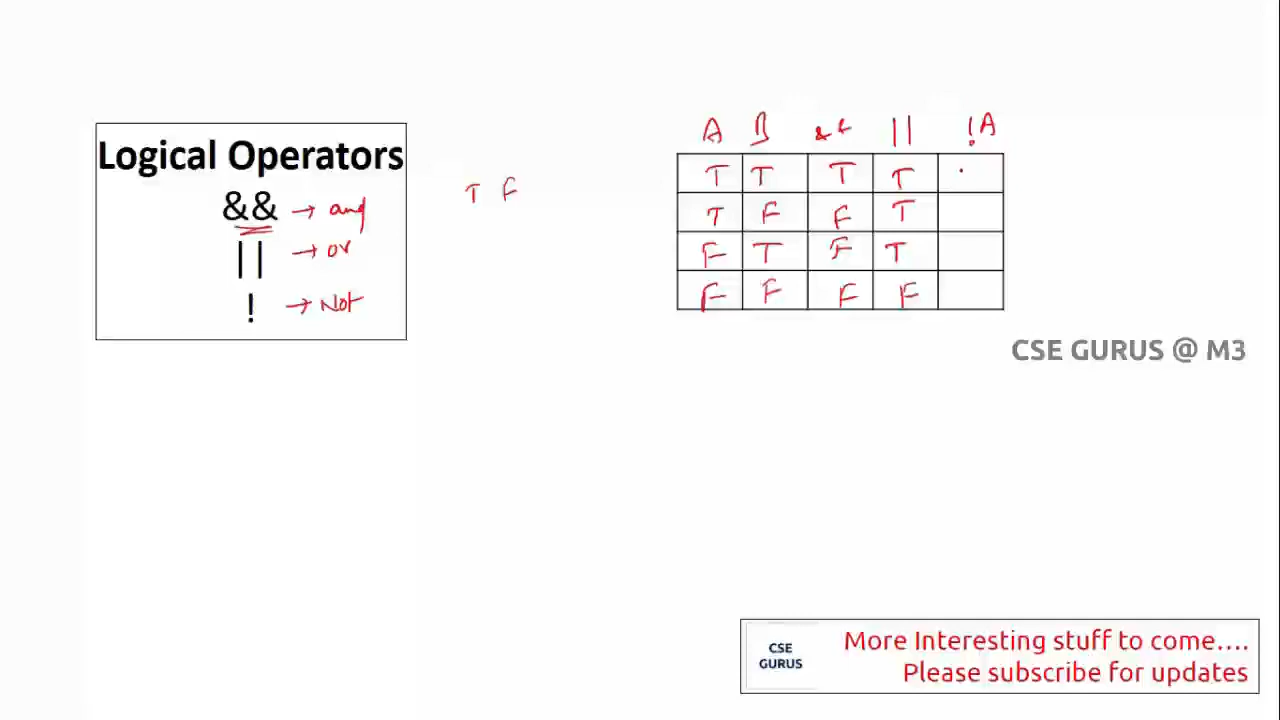 Logical Operators
&& → and
|| → or
! → Not
T F
A B && || !A
T T T T
T F F T
F T F T
F F F F
CSE GURUS @ M3
CSE GURUS
More Interesting stuff to come....
Please subscribe for updates